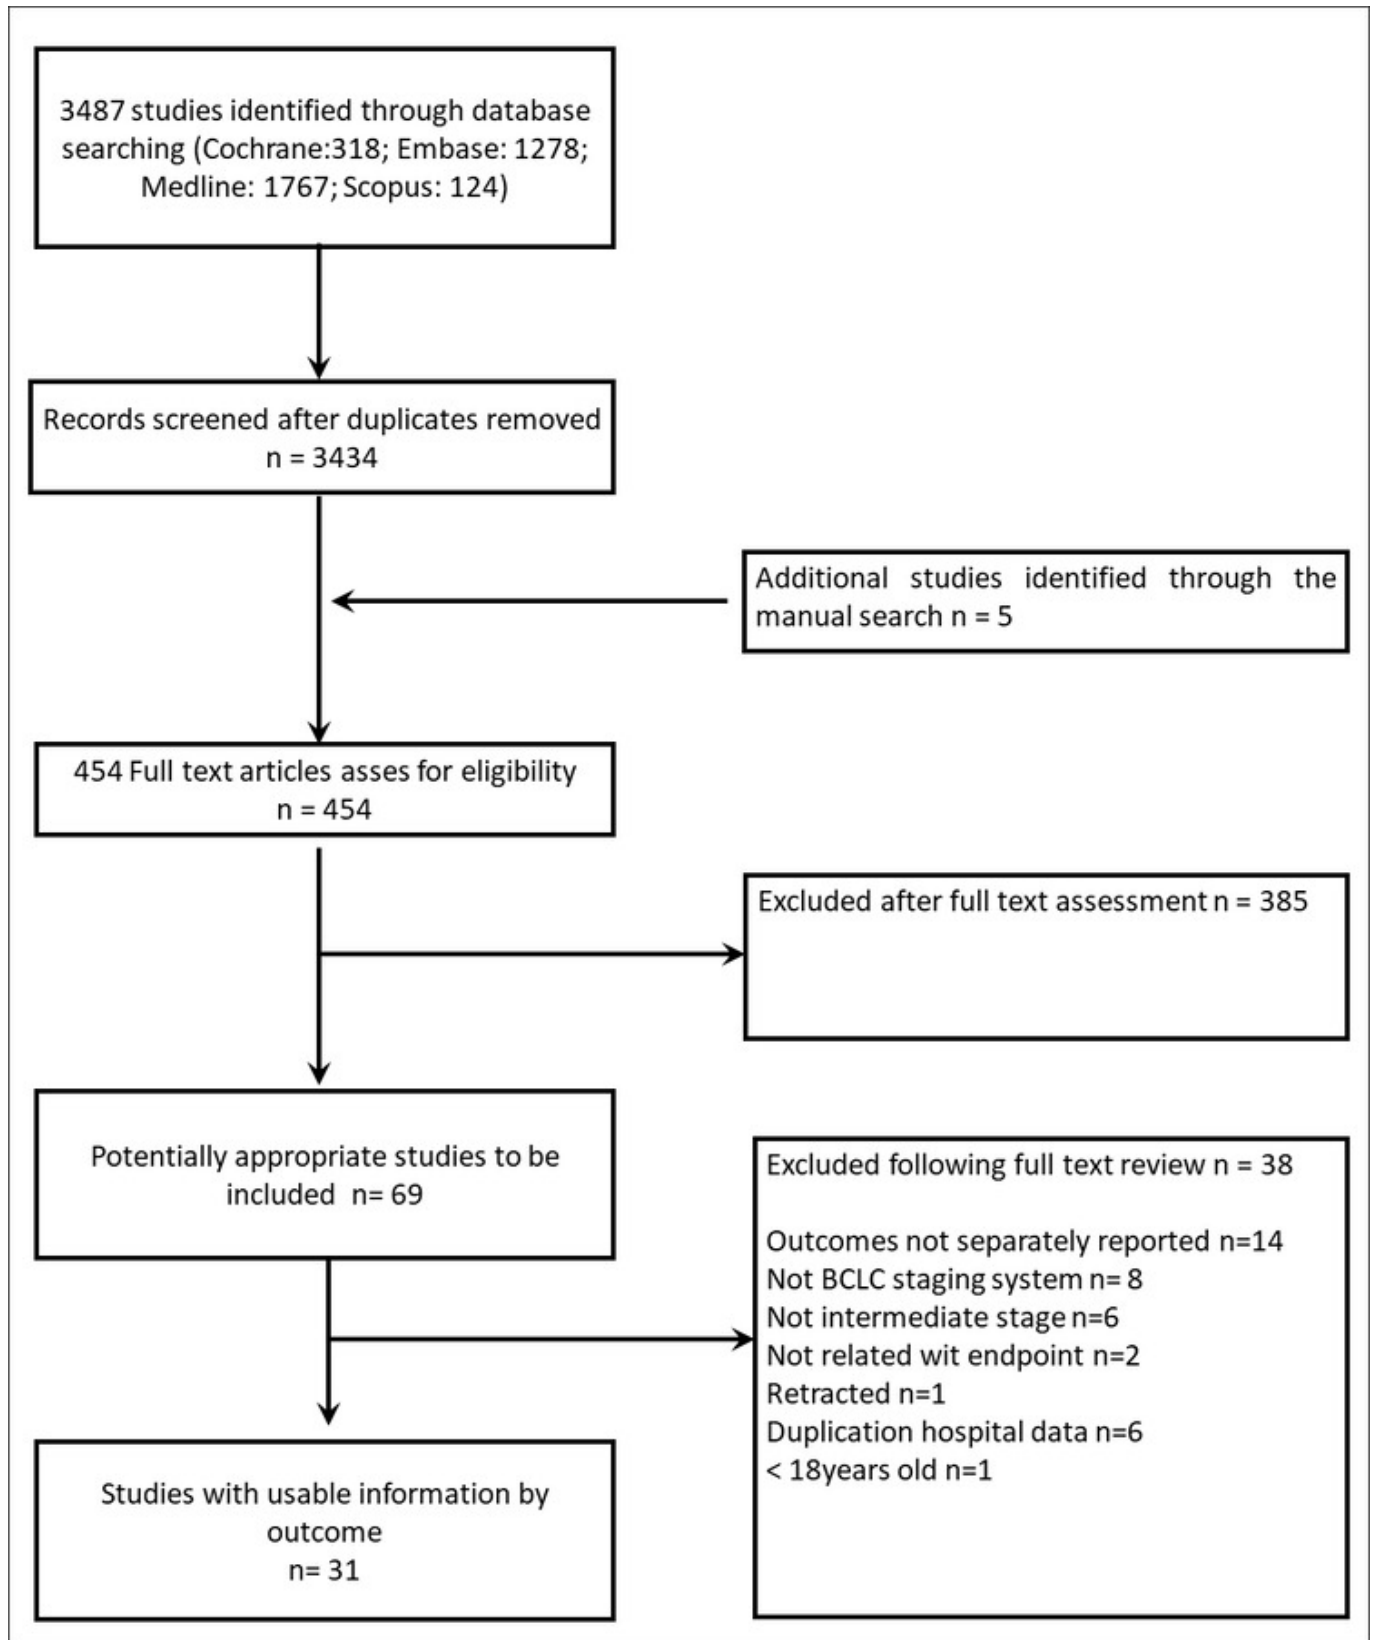 3487 studies identified through database
searching (Cochrane:318; Embase: 1278;
Medline: 1767; Scopus: 124)
Records screened after duplicates removed
n = 3434
Additional studies identified through the
manual search n = 5
454 Full text articles asses for eligibility
n = 454
Excluded after full text assessment n = 385
Potentially appropriate studies to be
included n= 69
Excluded following full text review n = 38
Outcomes not separately reported n=14
Not BCLC staging system n= 8
Not intermediate stage n=6
Not related wit endpoint n=2
Retracted n=1
Duplication hospital data n=6
< 18years old n=1
Studies with usable information by
outcome
n= 31